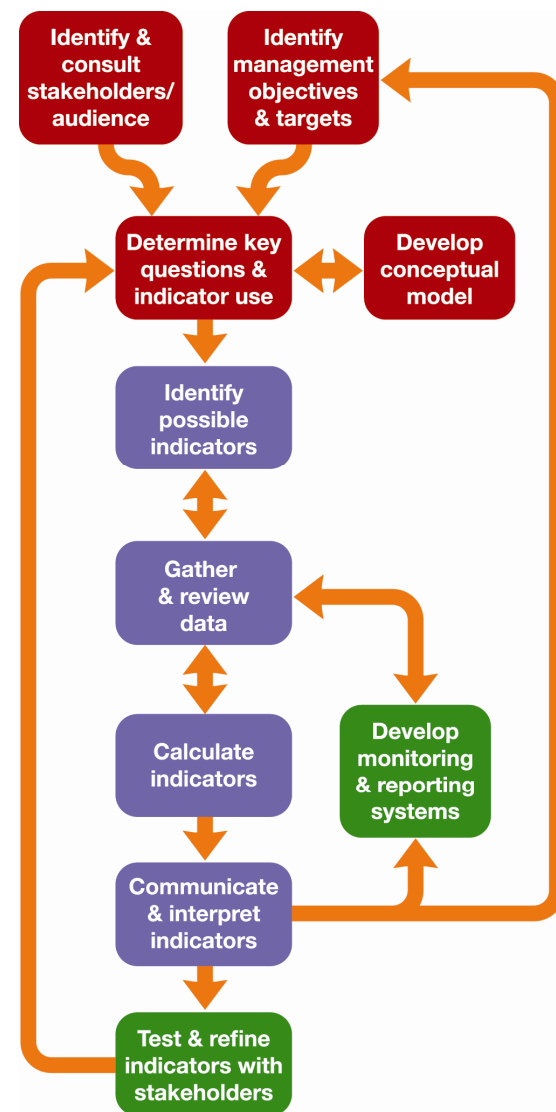 Identify &
consult
stakeholders/
audience
Identify
management
objectives
& targets
Determine key
questions &
indicator use
Develop
conceptual
model
Identify
possible
indicators
Gather
& review
data
Calculate
indicators
Develop
monitoring
& reporting
systems
Communicate
& interpret
indicators
Test & refine
indicators with
stakeholders